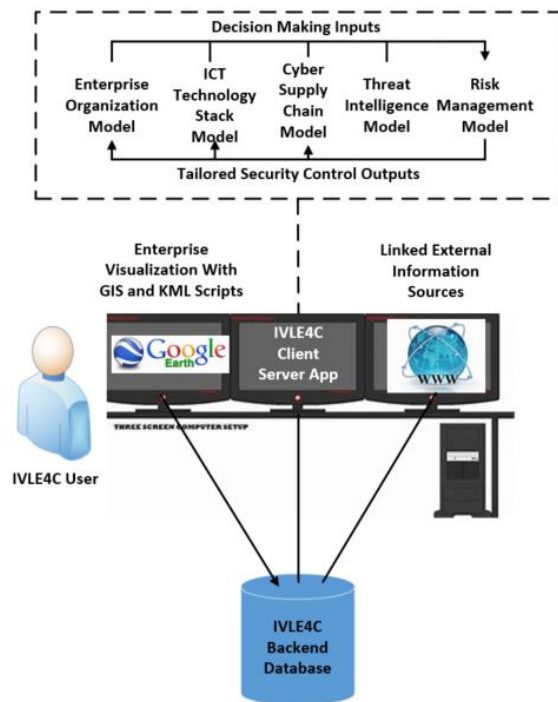 Decision Making Inputs
Enterprise
Organization
Model
ICT
Technology
Stack
Model
Cyber
Supply
Chain
Model
Threat
Intelligence
Model
Risk
Management
Model
Tailored Security Control Outputs
Enterprise
Visualization With
GIS and KML Scripts
Linked External
Information
Sources
Google
Earth
IVLE4C
Client
Server App
WWW
THREE SCREEN COMPUTER SETUP
IVLE4C User
IVLE4C
Backend
Database